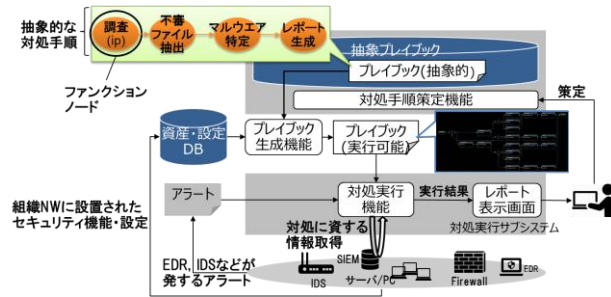 抽象的な
対処手順
調査
(ip)
不審
ファイル
抽出
マルウエア
特定
レポート
生成
ファンクション
ノード
抽象プレイブック
プレイブック(抽象的)
対処手順策定機能
策定
資産・設定
DB
プレイブック
生成機能
プレイブック
(実行可能)
アラート
対処実行
機能
実行結果
レポート
表示画面
対処実行サブシステム
組織NWに設置された
セキュリティ機能・設定
対処に資する
情報取得
EDR, IDSなどが
発するアラート
SIEM
サーバ/PC
IDS
Firewall
EDR